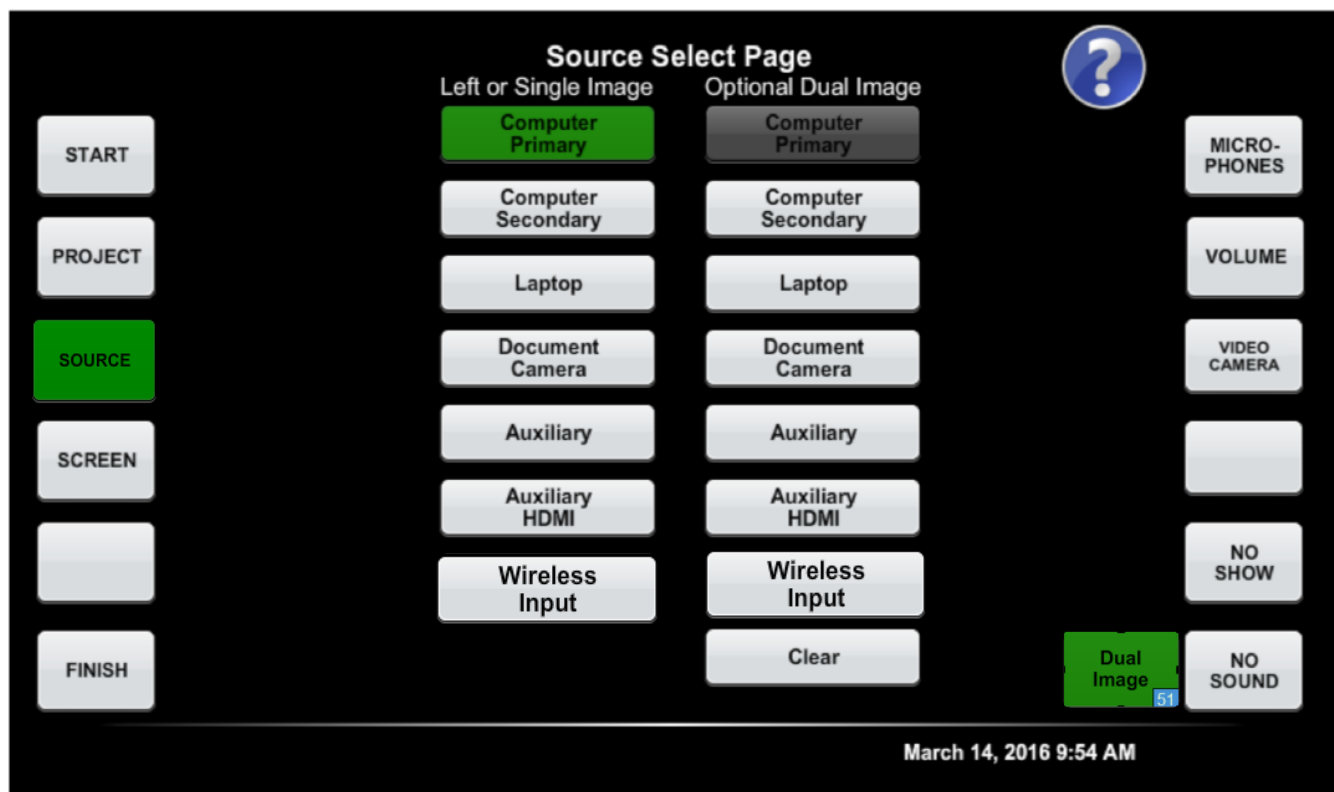 Source Select Page
Left or Single Image
Optional Dual Image
?
START
PROJECT
SOURCE
SCREEN
FINISH
Computer
Primary
Computer
Secondary
Laptop
Document
Camera
Auxiliary
Auxiliary
HDMI
Wireless
Input
Computer
Primary
Computer
Secondary
Laptop
Document
Camera
Auxiliary
Auxiliary
HDMI
Wireless
Input
Clear
MICRO-
PHONES
VOLUME
VIDEO
CAMERA
NO
SHOW
Dual
Image
51
NO
SOUND
March 14, 2016 9:54 AM